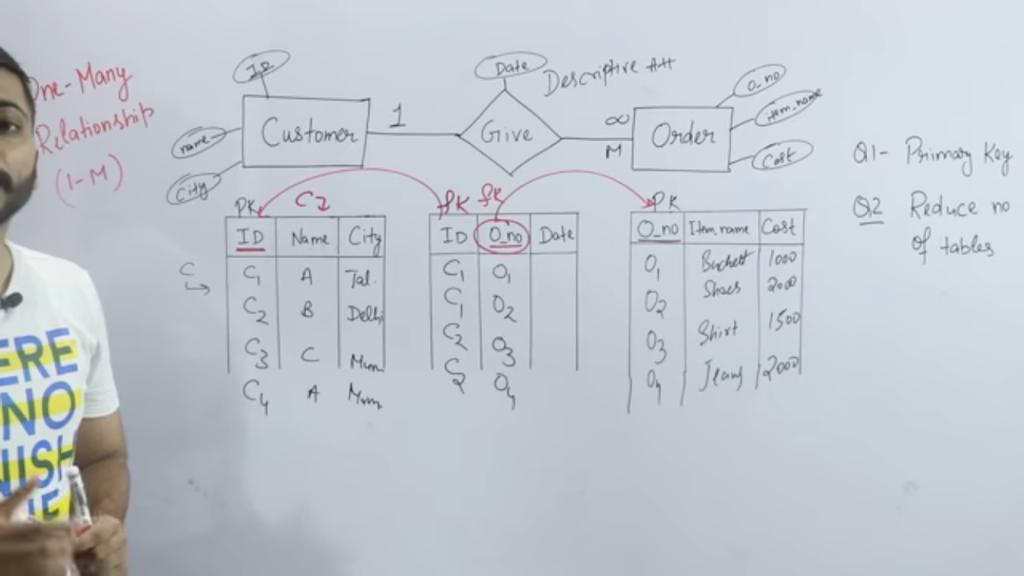 One-Many
Relationship
(1-M)
ID
name
City
Customer
1
Date
Descriptive Att
Give
∞
M
Order
O_no
Item_name
Cost
Q1- Primary Key
Q2 Reduce no
of tables
PK C2
ID Name City
C1 A Jal.
C2 B Delhi
C3 C Mum
C4 A Mum
C
fk fk
ID O_no Date
C1 O1
C1 O2
C2 O3
C2 O4
PK
O_no Item_name Cost
O1 1000
O2 Shoes 2000
O3 Shirt 1500
O4 Jeans 2000
ERE
NO
NISH
NE